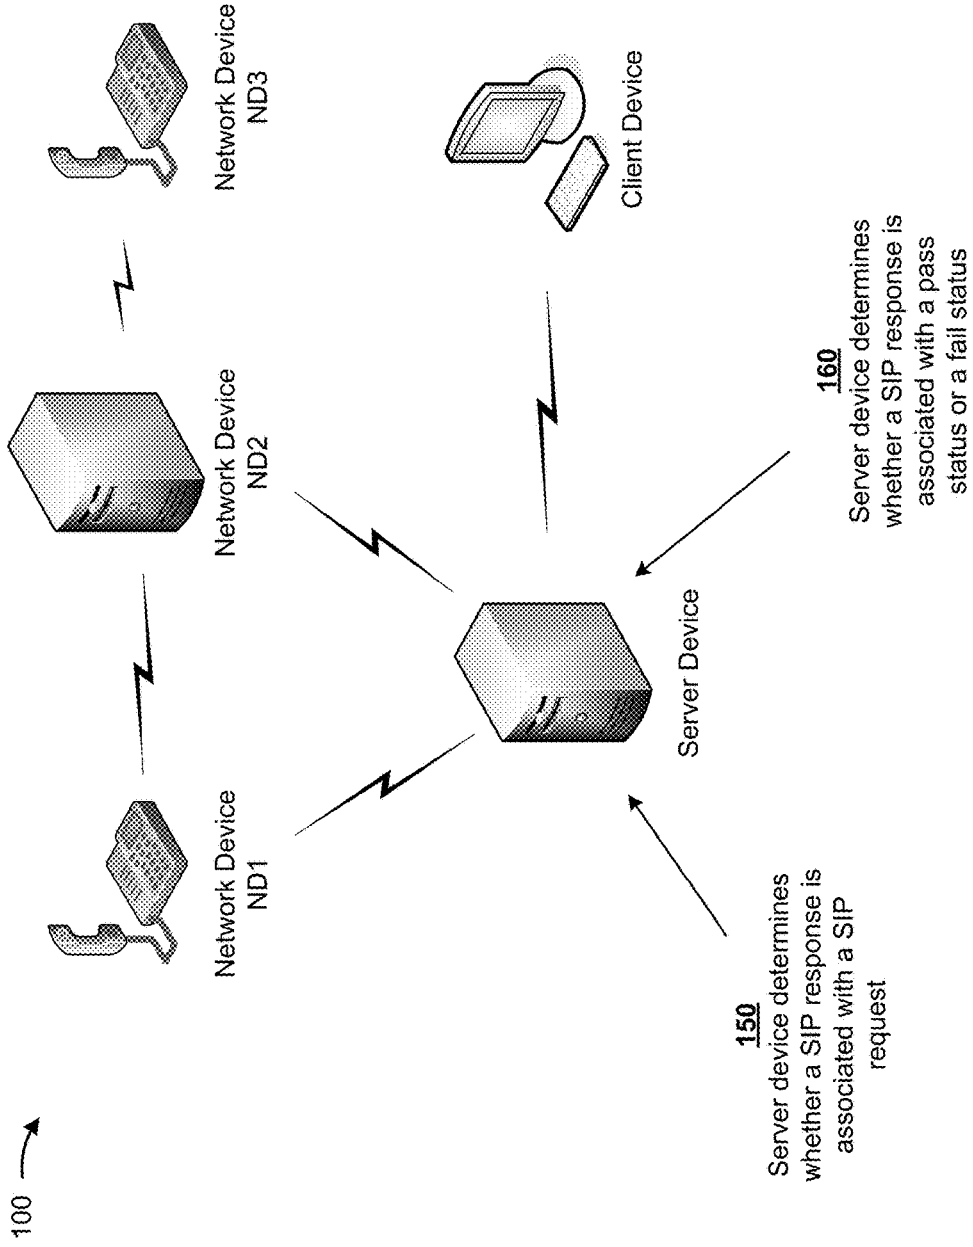 100
Network Device
ND1
Network Device
ND2
Network Device
ND3
Server Device
Client Device
150
Server device determines
whether a SIP response is
associated with a SIP
request
160
Server device determines
whether a SIP response is
associated with a pass
status or a fail status